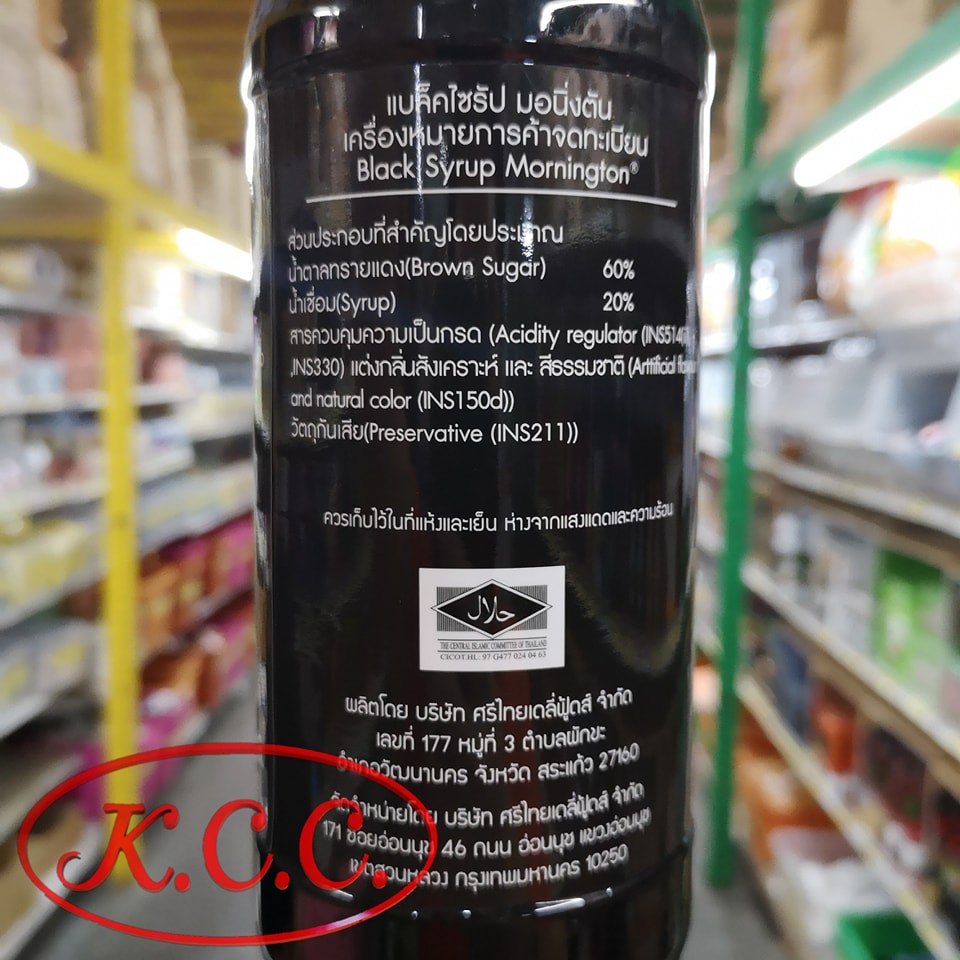 แบล็คไซรัป มอนิ่งตัน
เครื่องหมายการค้าจดทะเบียน
Black Syrup Mornington®
ส่วนประกอบที่สำคัญโดยประมาณ
น้ำตาลทรายแดง(Brown Sugar) 60%
น้ำเชื่อม(Syrup) 20%
สารควบคุมความเป็นกรด (Acidity regulator
,INS330) แต่งกลิ่นสังเคราะห์ และ สีธรรมชาติ (Arttificial
and natural color (INS150d))
วัตถุกันเสีย(Preservative (INS211))
ควรเก็บไว้ในที่แห้งและเย็น ห่างจากแสงแดดและความร้อน
حلال
THE CENTRAL ISLAMIC COMMITTEE OF THAILAND
CICOT.HL: 97 G477 024 04 63
ผลิตโดย บริษัท ศรีไทยเดลี่ฟู้ดส์ จำกัด
เลขที่ 177 หมู่ที่ 3 ตำบลผักขะ
อำเภอวัฒนานคร จังหวัด สระแก้ว 27160
จัดจำหน่ายโดย บริษัท ศรีไทยเดลี่ฟู้ดส์ จำกัด
171 ซอยอ่อนนุช 46 ถนน อ่อนนุช แขวงอ่อนนุช
เขตสวนหลวง กรุงเทพมหานคร 10250
K.C.C.